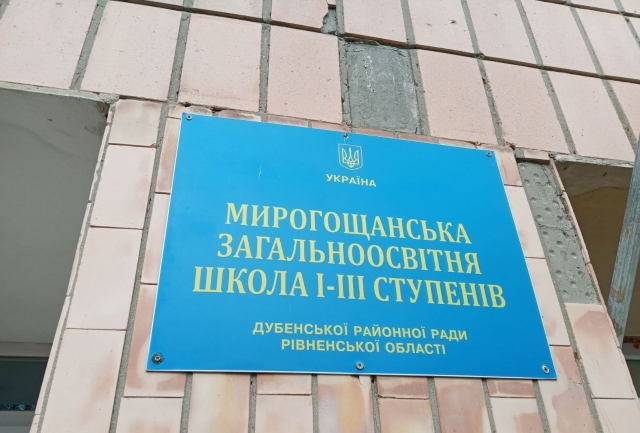 УКРАЇНА
МИРОГОЩАНСЬКА
ЗАГАЛЬНООСВІТНЯ
ШКОЛА І-ІІІ СТУПЕНІВ
ДУБЕНСЬКОЇ РАЙОННОЇ РАДИ
РІВНЕНСЬКОЇ ОБЛАСТІ